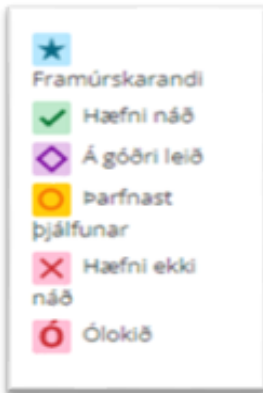 Framúrskarandi
Hæfni náð
Á góðri leið
Þarfnast
þjálfunar
Hæfni ekki
náð
Ó Ólokið